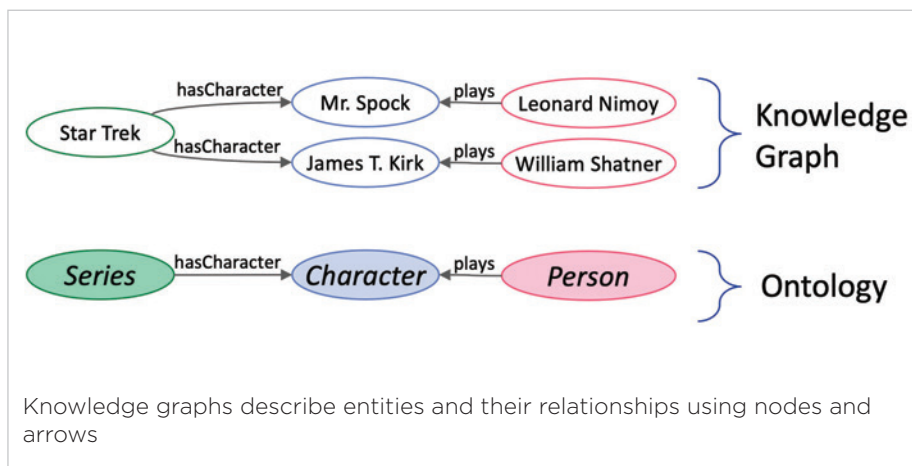 hasCharacter
Mr. Spock
plays
Leonard Nimoy
Star Trek
hasCharacter
James T. Kirk
plays
William Shatner
Knowledge
Graph
Series
hasCharacter
Character
plays
Person
Ontology
Knowledge graphs describe entities and their relationships using nodes and
arrows